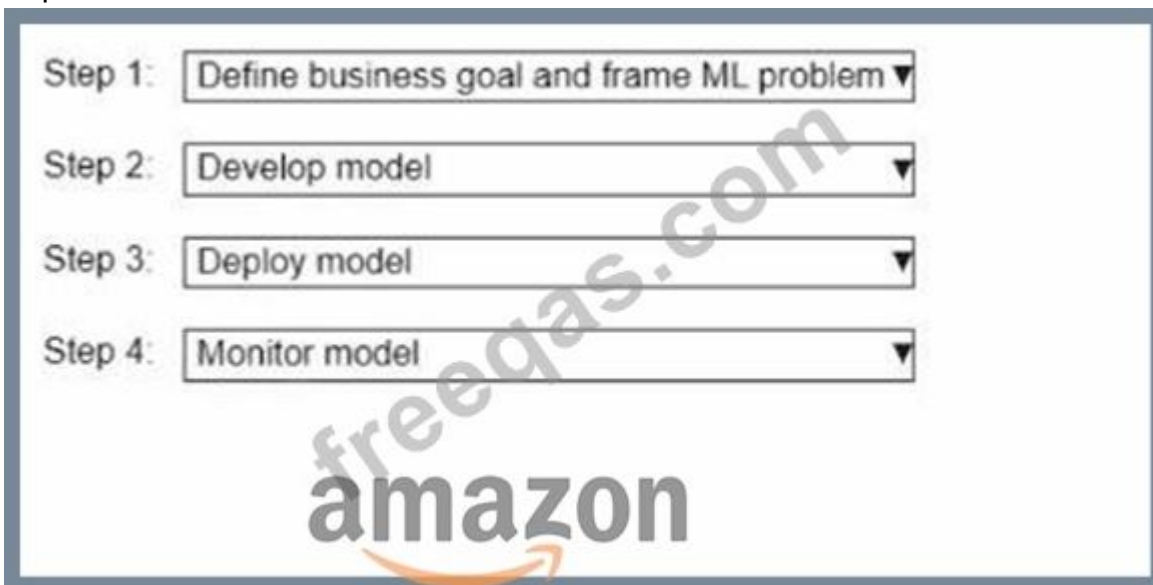 Step 1: Define business goal and frame ML problem
Step 2: Develop model
Step 3: Deploy model
Step 4: Monitor model
freeqas.com
amazon